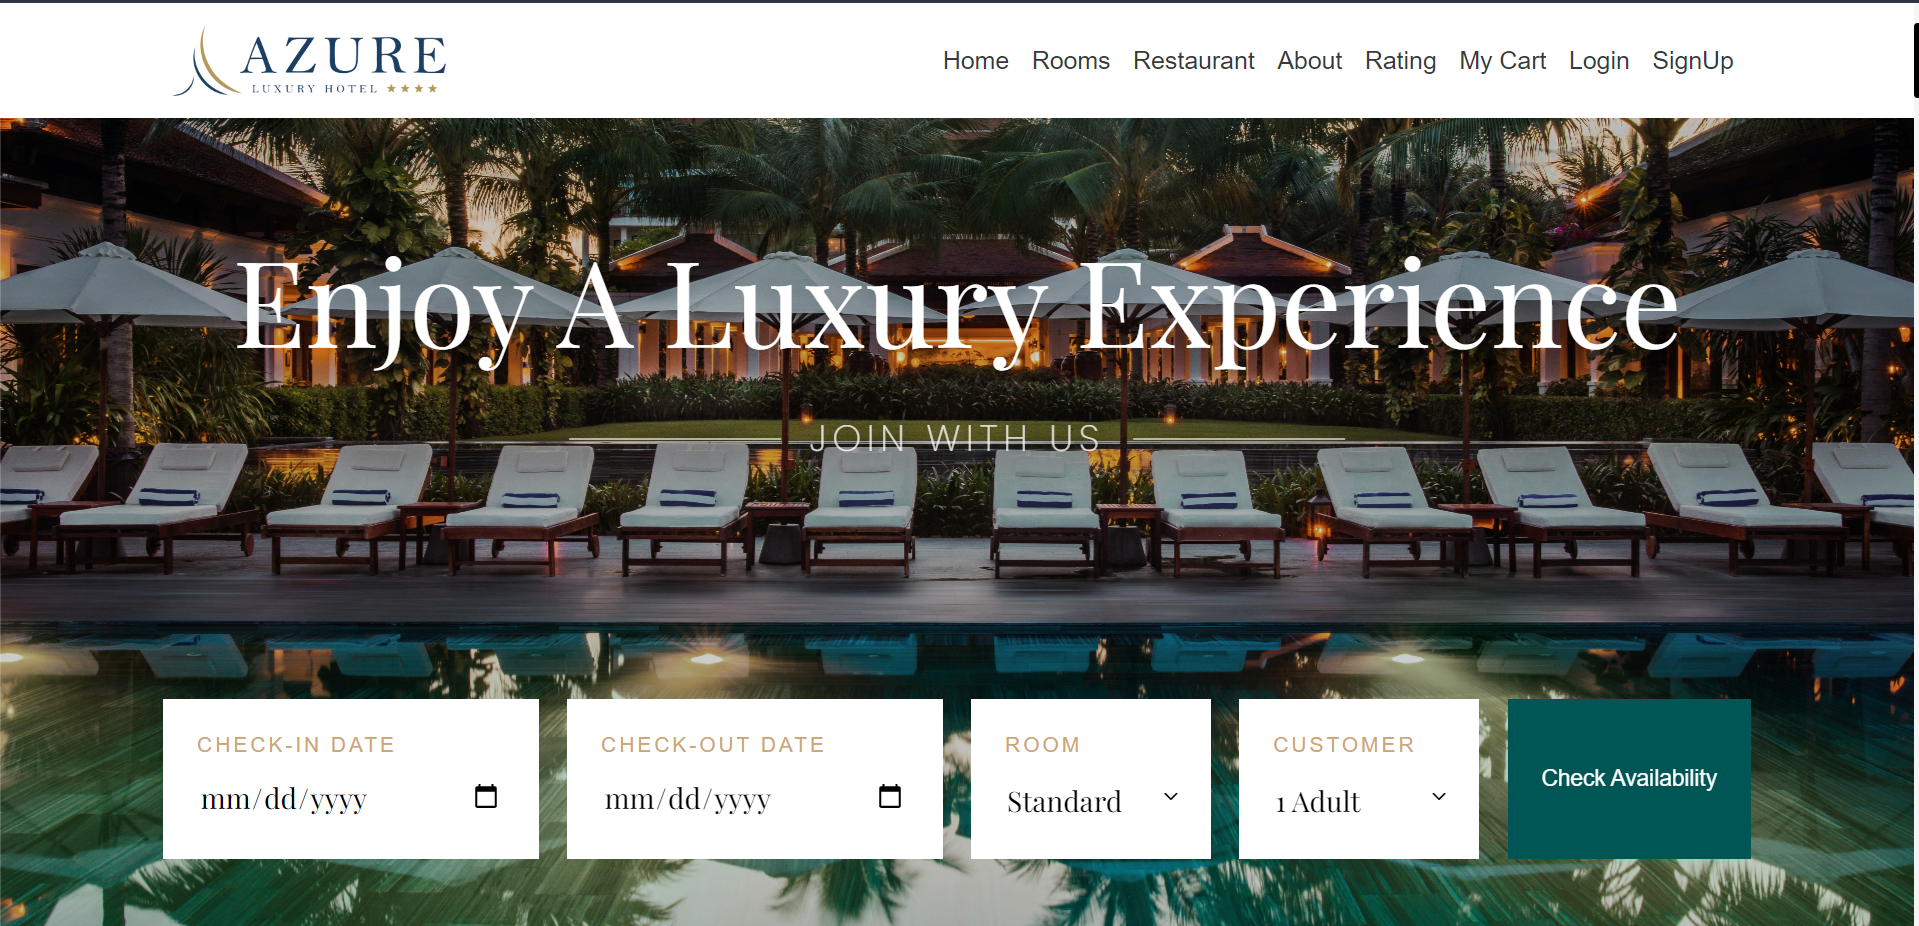 AZURE
LUXURY HOTEL ★★★★
Home Rooms Restaurant About Rating My Cart Login SignUp
Enjoy A Luxury Experience
JOIN WITH US
CHECK-IN DATE
mm/dd/yyyy
CHECK-OUT DATE
mm/dd/yyyy
ROOM
Standard
CUSTOMER
1 Adult
Check Availability